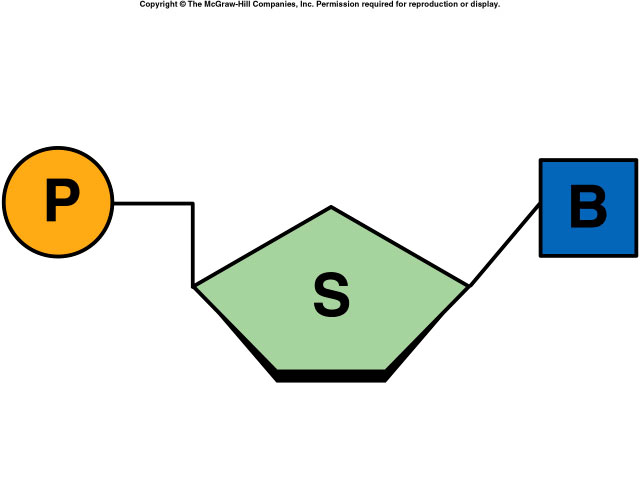 Copyright © The McGraw-Hill Companies, Inc. Permission required for reproduction or display.
P
S
B